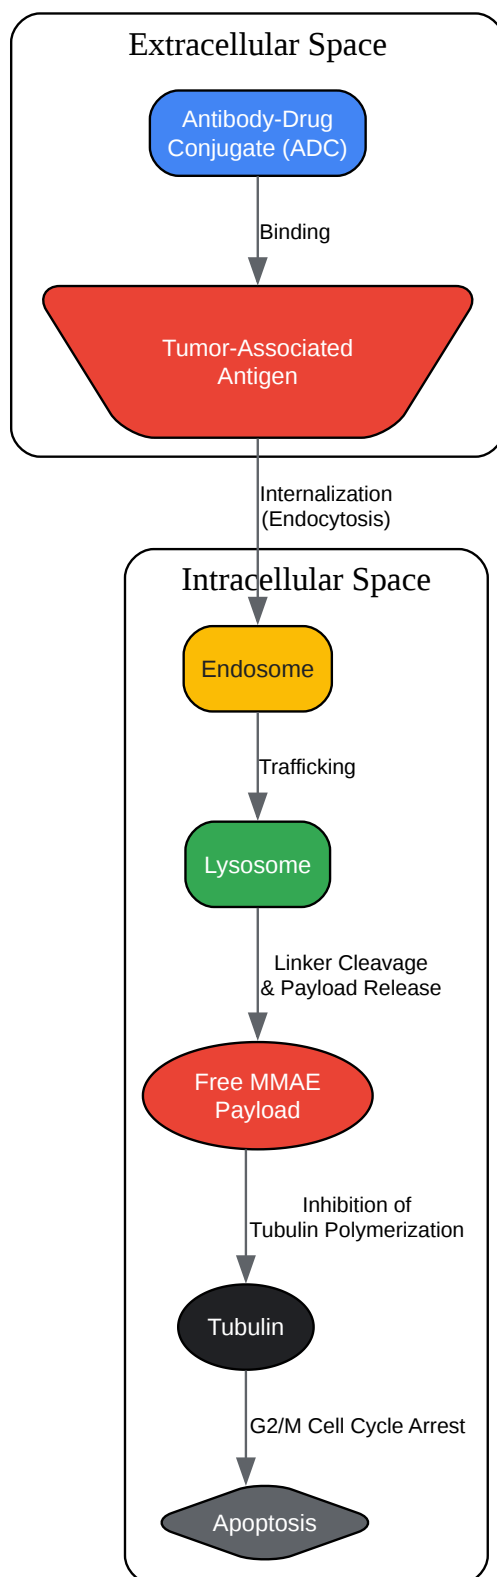 Extracellular Space
Antibody-Drug
Conjugate (ADC)
Binding
Tumor-Associated
Antigen
Internalization
(Endocytosis)
Intracellular Space
Endosome
Trafficking
Lysosome
Linker Cleavage
& Payload Release
Free MMAE
Payload
Inhibition of
Tubulin Polymerization
Tubulin
G2/M Cell Cycle Arrest
Apoptosis